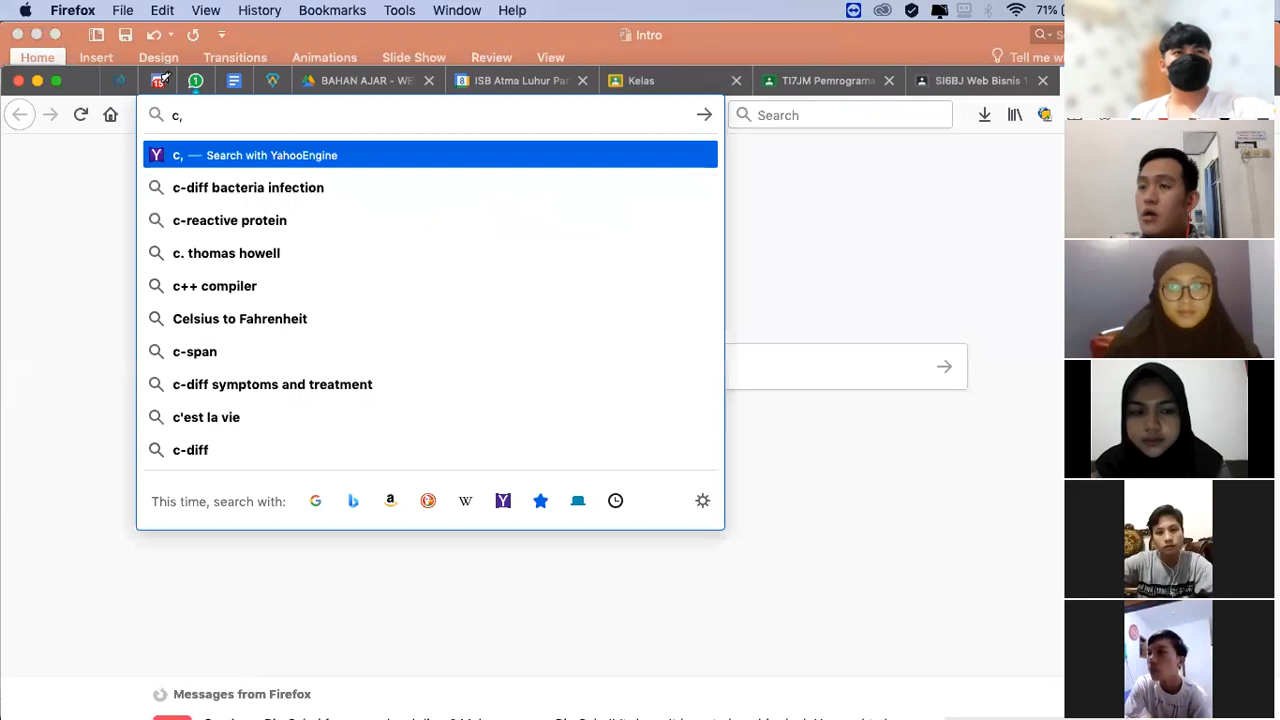 Firefox File Edit View History Bookmarks Tools Window Help 71%
Intro
Home Insert Design Transitions Animations Slide Show Review View Tell me
BAHAN AJAR - WE ISB Atma Luhur Pa Kelas TI7JM Pemrograma SI6BJ Web Bisnis
c,
Search
c, — Search with YahooEngine
c-diff bacteria infection
c-reactive protein
c. thomas howell
c++ compiler
Celsius to Fahrenheit
c-span
c-diff symptoms and treatment
c'est la vie
c-diff
This time, search with:
Messages from Firefox